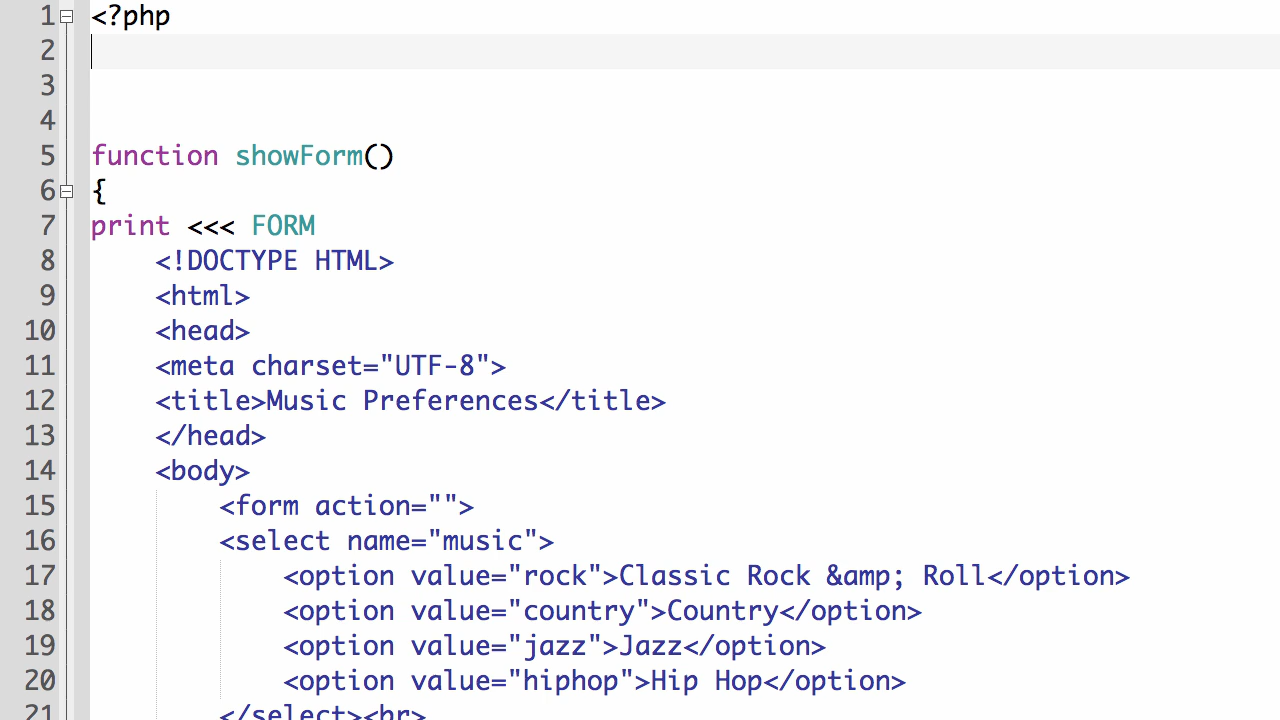 1 <?php
2
3
4
5 function showForm()
6 {
7 print <<< FORM
8     <!DOCTYPE HTML>
9     <html>
10     <head>
11     <meta charset="UTF-8">
12     <title>Music Preferences</title>
13     </head>
14     <body>
15         <form action="">
16         <select name="music">
17             <option value="rock">Classic Rock &amp; Roll</option>
18             <option value="country">Country</option>
19             <option value="jazz">Jazz</option>
20             <option value="hiphop">Hip Hop</option>
21         </select><br>